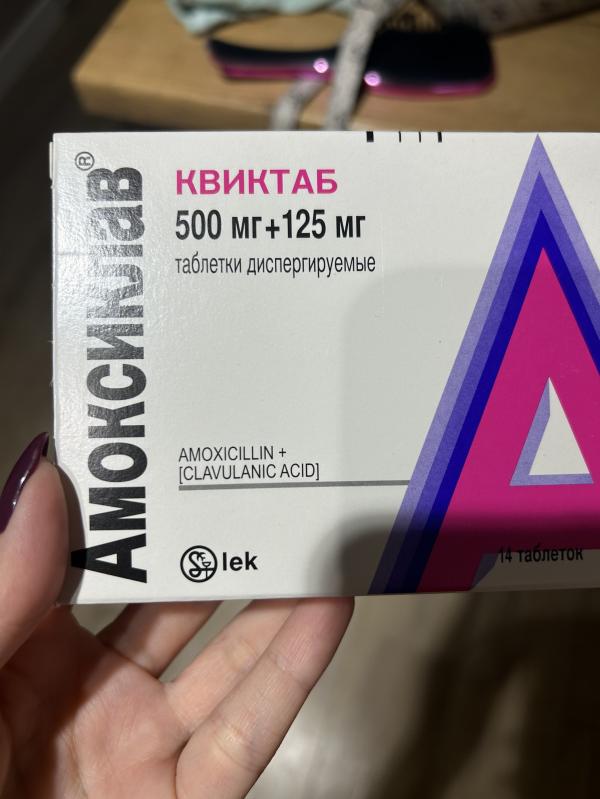 Амоксиклав®
КВИКТАБ
500 мг+125 мг
таблетки диспергируемые
AMOXICILLIN +
[CLAVULANIC ACID]
lek
14 таблеток